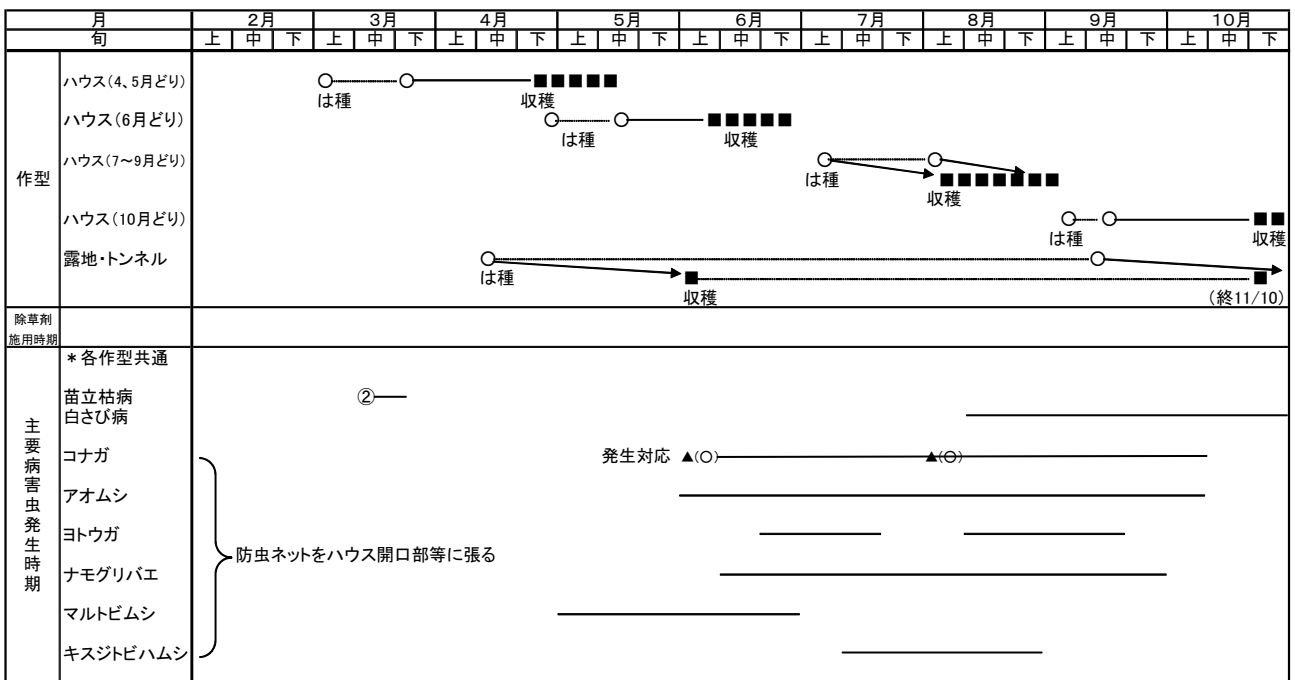 月 2月 3月 4月 5月 6月 7月 8月 9月 10月
旬 上 中 下 上 中 下 上 中 下 上 中 下 上 中 下 上 中 下 上 中 下 上 中 下 上 中 下
作型
ハウス(4、5月どり)
は種 収穫
ハウス(6月どり)
は種 収穫
ハウス(7~9月どり)
は種 収穫
ハウス(10月どり)
は種 収穫
露地・トンネル
は種 収穫 (終11/10)
除草剤
施用時期
主要病害虫発生時期
*各作型共通
苗立枯病 ②
白さび病
コナガ 発生対応 ▲(○) ▲(○)
アオムシ
ヨトウガ
防虫ネットをハウス開口部等に張る
ナモグリバエ
マルトビムシ
キスジトビハムシ